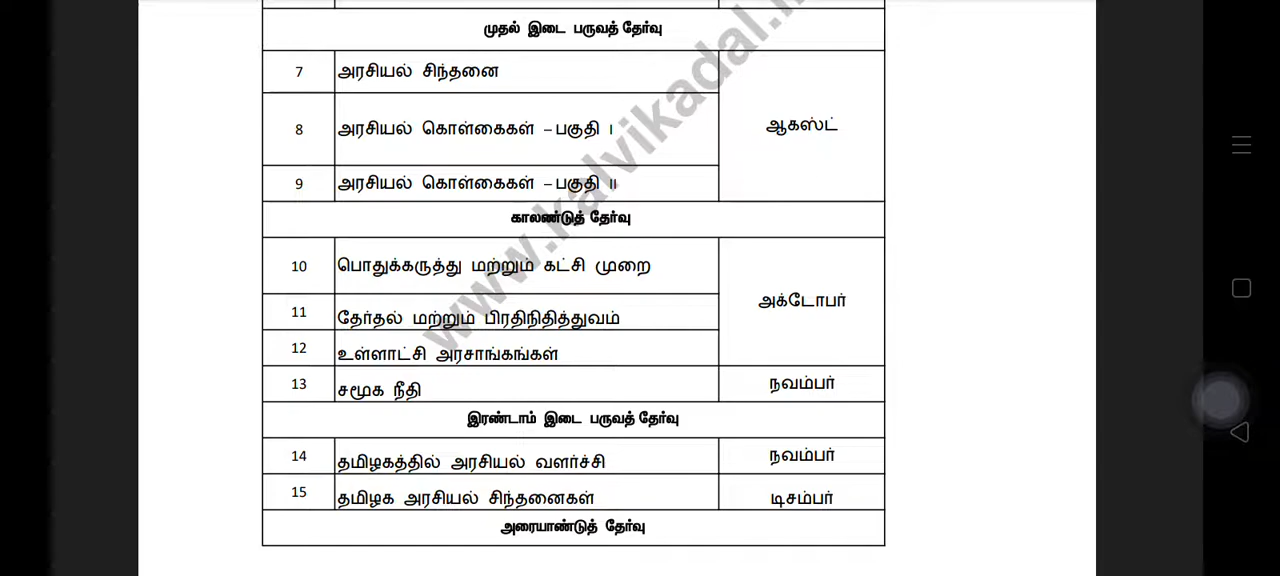 முதல் இடை பருவத் தேர்வு
7 அரசியல் சிந்தனை
ஆகஸ்ட்
8 அரசியல் கொள்கைகள் – பகுதி I
9 அரசியல் கொள்கைகள் – பகுதி II
காலண்டுத் தேர்வு
10 பொதுக்கருத்து மற்றும் கட்சி முறை
அக்டோபர்
11 தேர்தல் மற்றும் பிரதிநிதித்துவம்
12 உள்ளாட்சி அரசாங்கங்கள்
13 சமூக நீதி நவம்பர்
இரண்டாம் இடை பருவத் தேர்வு
14 தமிழகத்தில் அரசியல் வளர்ச்சி நவம்பர்
15 தமிழக அரசியல் சிந்தனைகள் டிசம்பர்
அரையாண்டுத் தேர்வு